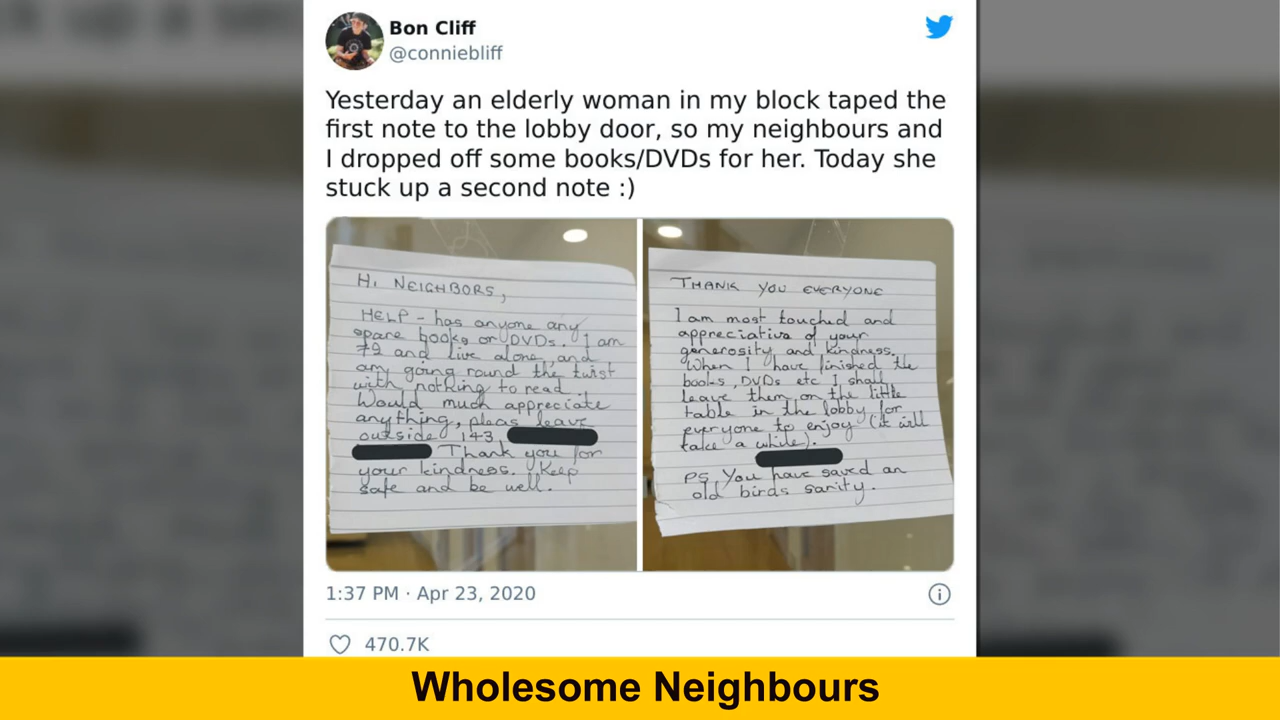 Bon Cliff
@conniebliff
Yesterday an elderly woman in my block taped the
first note to the lobby door, so my neighbours and
I dropped off some books/DVDs for her. Today she
stuck up a second note :)
HI NEIGHBORS,
HELP - has anyone any
spare books or DVDs. I am
79 and live alone, and
am going round the twist
with nothing to read.
Would much appreciate
anything, pleas leave
outside 143,
Thank you for
your kindness. Keep
safe and be well.
THANK YOU EVERYONE
I am most touched and
appreciative of your
generosity and kindness.
When I have finished the
books, DVDs etc I shall
leave them on the little
table in the lobby for
everyone to enjoy (it will
take a while).
PS You have saved an
old birds sanity.
1:37 PM · Apr 23, 2020
470.7K
Wholesome Neighbours